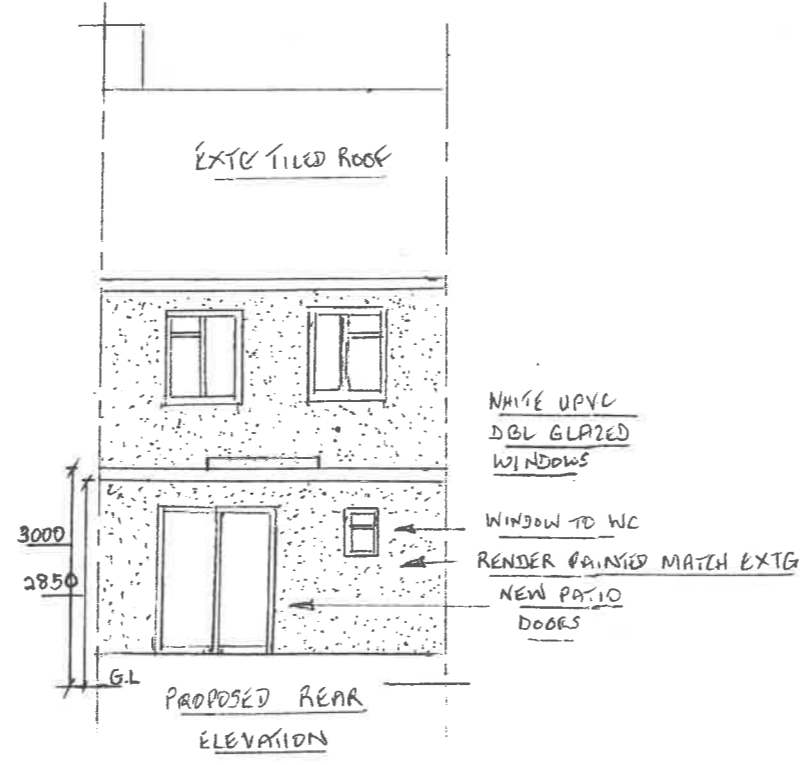 EXTG TILED ROOF
WHITE UPVC
DBL GLAZED
WINDOWS
WINDOW TO WC
RENDER PAINTED MATCH EXTG
NEW PATIO
DOORS
3000
2850
G.L
PROPOSED REAR
ELEVATION